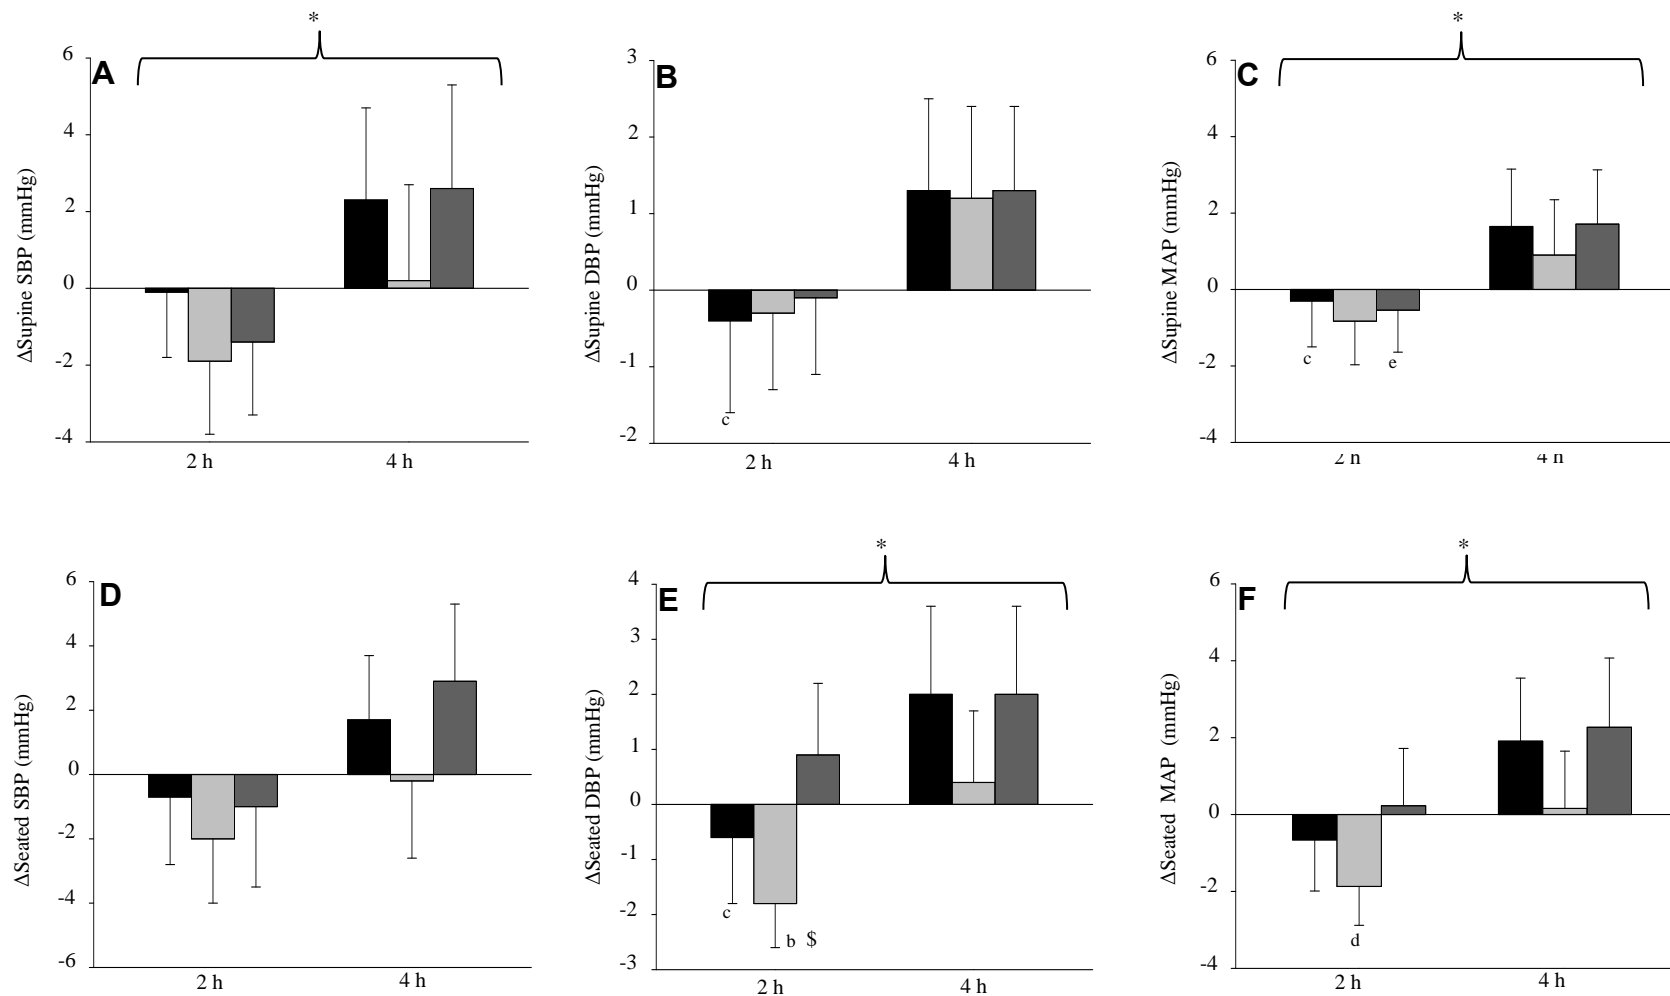 *
*
A
6
4
2
0
-2
-4
ΔSupine SBP (mmHg)
2 h
4 h
B
3
2
1
0
-1
-2
ΔSupine DBP (mmHg)
c
2 h
4 h
C
6
4
2
0
-2
-4
ΔSupine MAP (mmHg)
c
e
2 h
4 h
*
*
D
6
4
2
0
-2
-4
-6
ΔSeated SBP (mmHg)
2 h
4 h
E
4
3
2
1
0
-1
-2
-3
ΔSeated DBP (mmHg)
c
b $
2 h
4 h
F
6
4
2
0
-2
-4
ΔSeated MAP (mmHg)
d
2 h
4 h